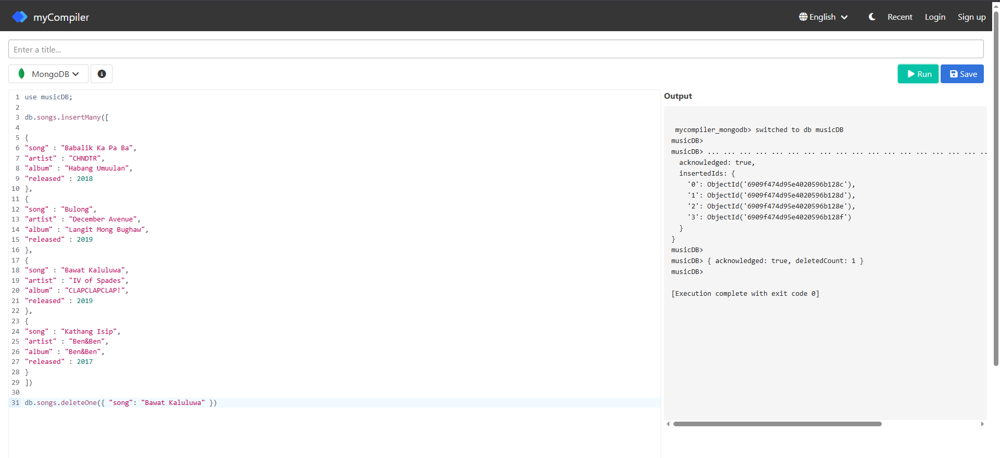 myCompiler
English
Recent
Login
Sign up
Enter a title...
MongoDB
Run
Save
1 use musicDB;
2
3 db.songs.insertMany([
4
5 {
6 "song" : "Babalik Ka Pa Ba",
7 "artist" : "CHNDTR",
8 "album" : "Habang Umuulan",
9 "released" : 2018
10 },
11 {
12 "song" : "Bulong",
13 "artist" : "December Avenue",
14 "album" : "Langit Mong Bughaw",
15 "released" : 2019
16 },
17 {
18 "song" : "Bawat Kaluluwa",
19 "artist" : "IV of Spades",
20 "album" : "CLAPCLAPCLAP!",
21 "released" : 2019
22 },
23 {
24 "song" : "Kathang Isip",
25 "artist" : "Ben&Ben",
26 "album" : "Ben&Ben",
27 "released" : 2017
28 }
29 ])
30
31 db.songs.deleteOne({ "song": "Bawat Kaluluwa" })
Output
mycompiler_mongodb> switched to db musicDB
musicDB>
musicDB> ... ... ... ... ... ... ... ... ... ... ... ... ... ... ... ... ... ..
acknowledged: true,
insertedIds: {
'0': ObjectId('6909f474d95e4020596b128c'),
'1': ObjectId('6909f474d95e4020596b128d'),
'2': ObjectId('6909f474d95e4020596b128e'),
'3': ObjectId('6909f474d95e4020596b128f')
}
}
musicDB>
musicDB> { acknowledged: true, deletedCount: 1 }
musicDB>
[Execution complete with exit code 0]